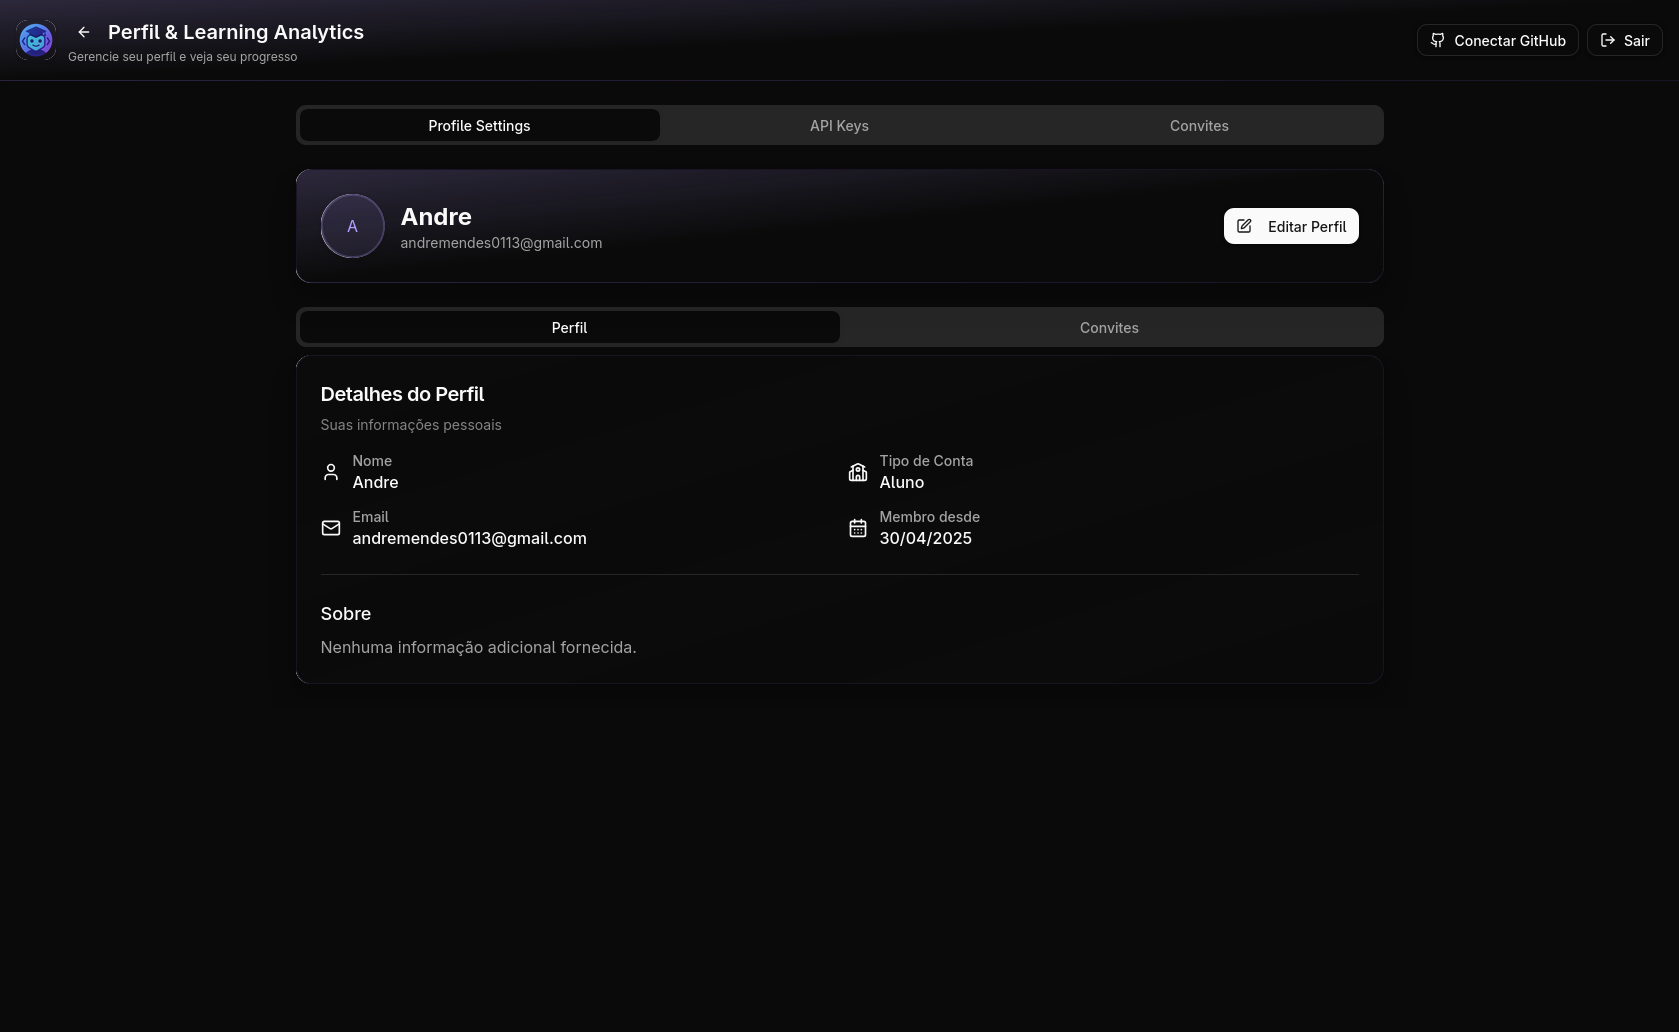 Perfil & Learning Analytics
Gerencie seu perfil e veja seu progresso
Conectar GitHub
Sair
Profile Settings
API Keys
Convites
A
Andre
andremendes0113@gmail.com
Editar Perfil
Perfil
Convites
Detalhes do Perfil
Suas informações pessoais
Nome
Andre
Tipo de Conta
Aluno
Email
andremendes0113@gmail.com
Membro desde
30/04/2025
Sobre
Nenhuma informação adicional fornecida.